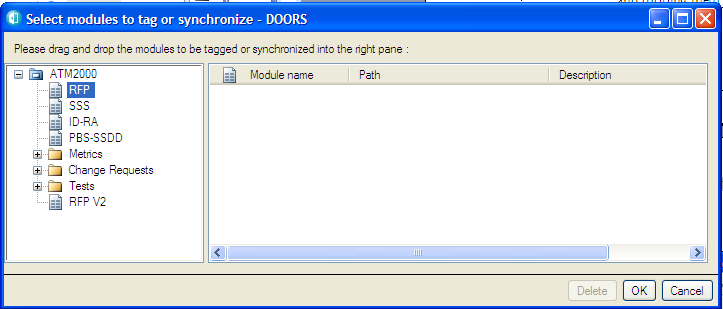 Select modules to tag or synchronize - DOORS
Please drag and drop the modules to be tagged or synchronized into the right pane :
ATM2000
RFP
SSS
ID-RA
PBS-SSDD
Metrics
Change Requests
Tests
RFP V2
Module name Path Description
Delete OK Cancel